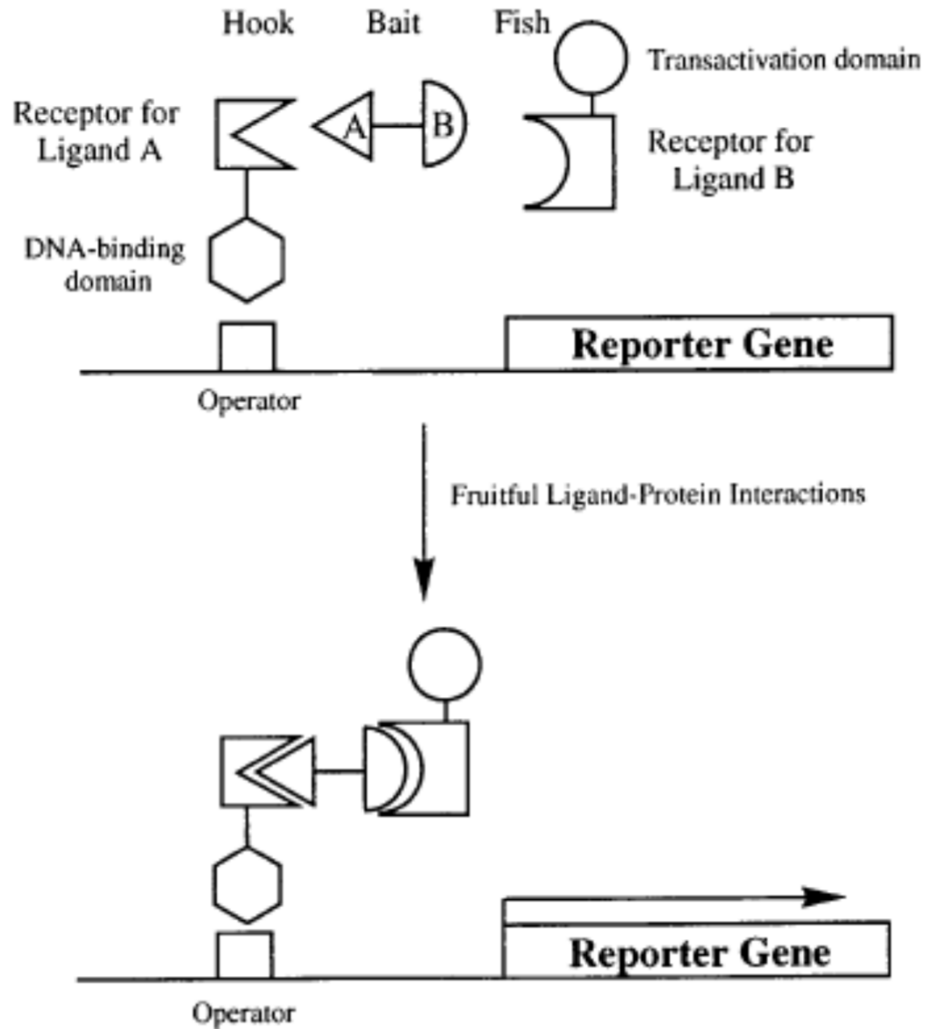 Hook Bait Fish
Transactivation domain
Receptor for
Ligand A
A B
Receptor for
Ligand B
DNA-binding
domain
Reporter Gene
Operator
Fruitful Ligand-Protein Interactions
Reporter Gene
Operator